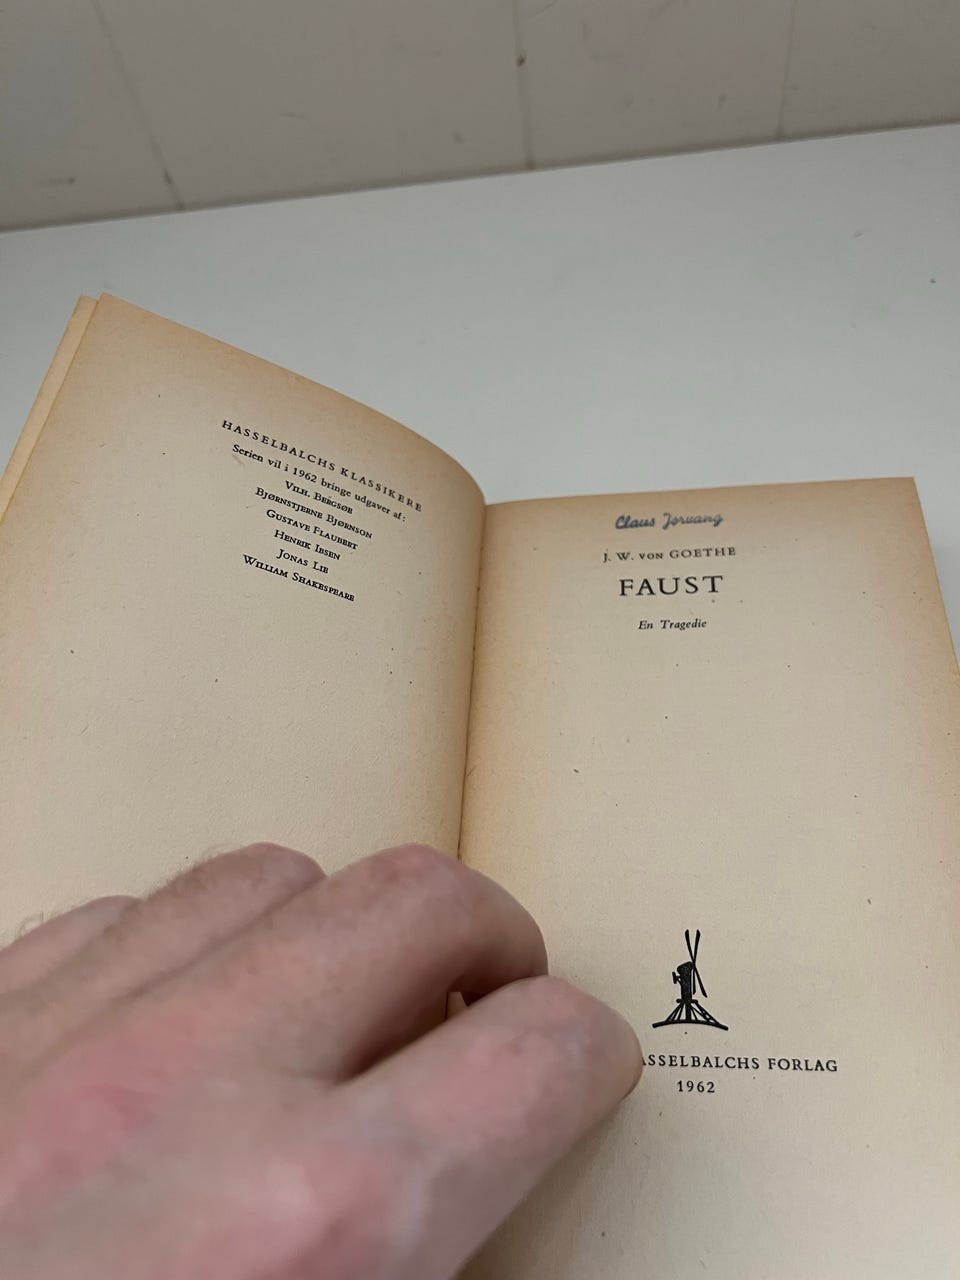 HASSELBALCHS KLASSIKERE
Serien vil i 1962 bringe udgaver af:
VILH. BERGSØE
BJØRNSTJERNE BJØRNSON
GUSTAVE FLAUBERT
HENRIK IBSEN
JONAS LIE
WILLIAM SHAKESPEARE
Claus
J. W. VON GOETHE
FAUST
En Tragedie
ASSELBALCHS FORLAG
1962